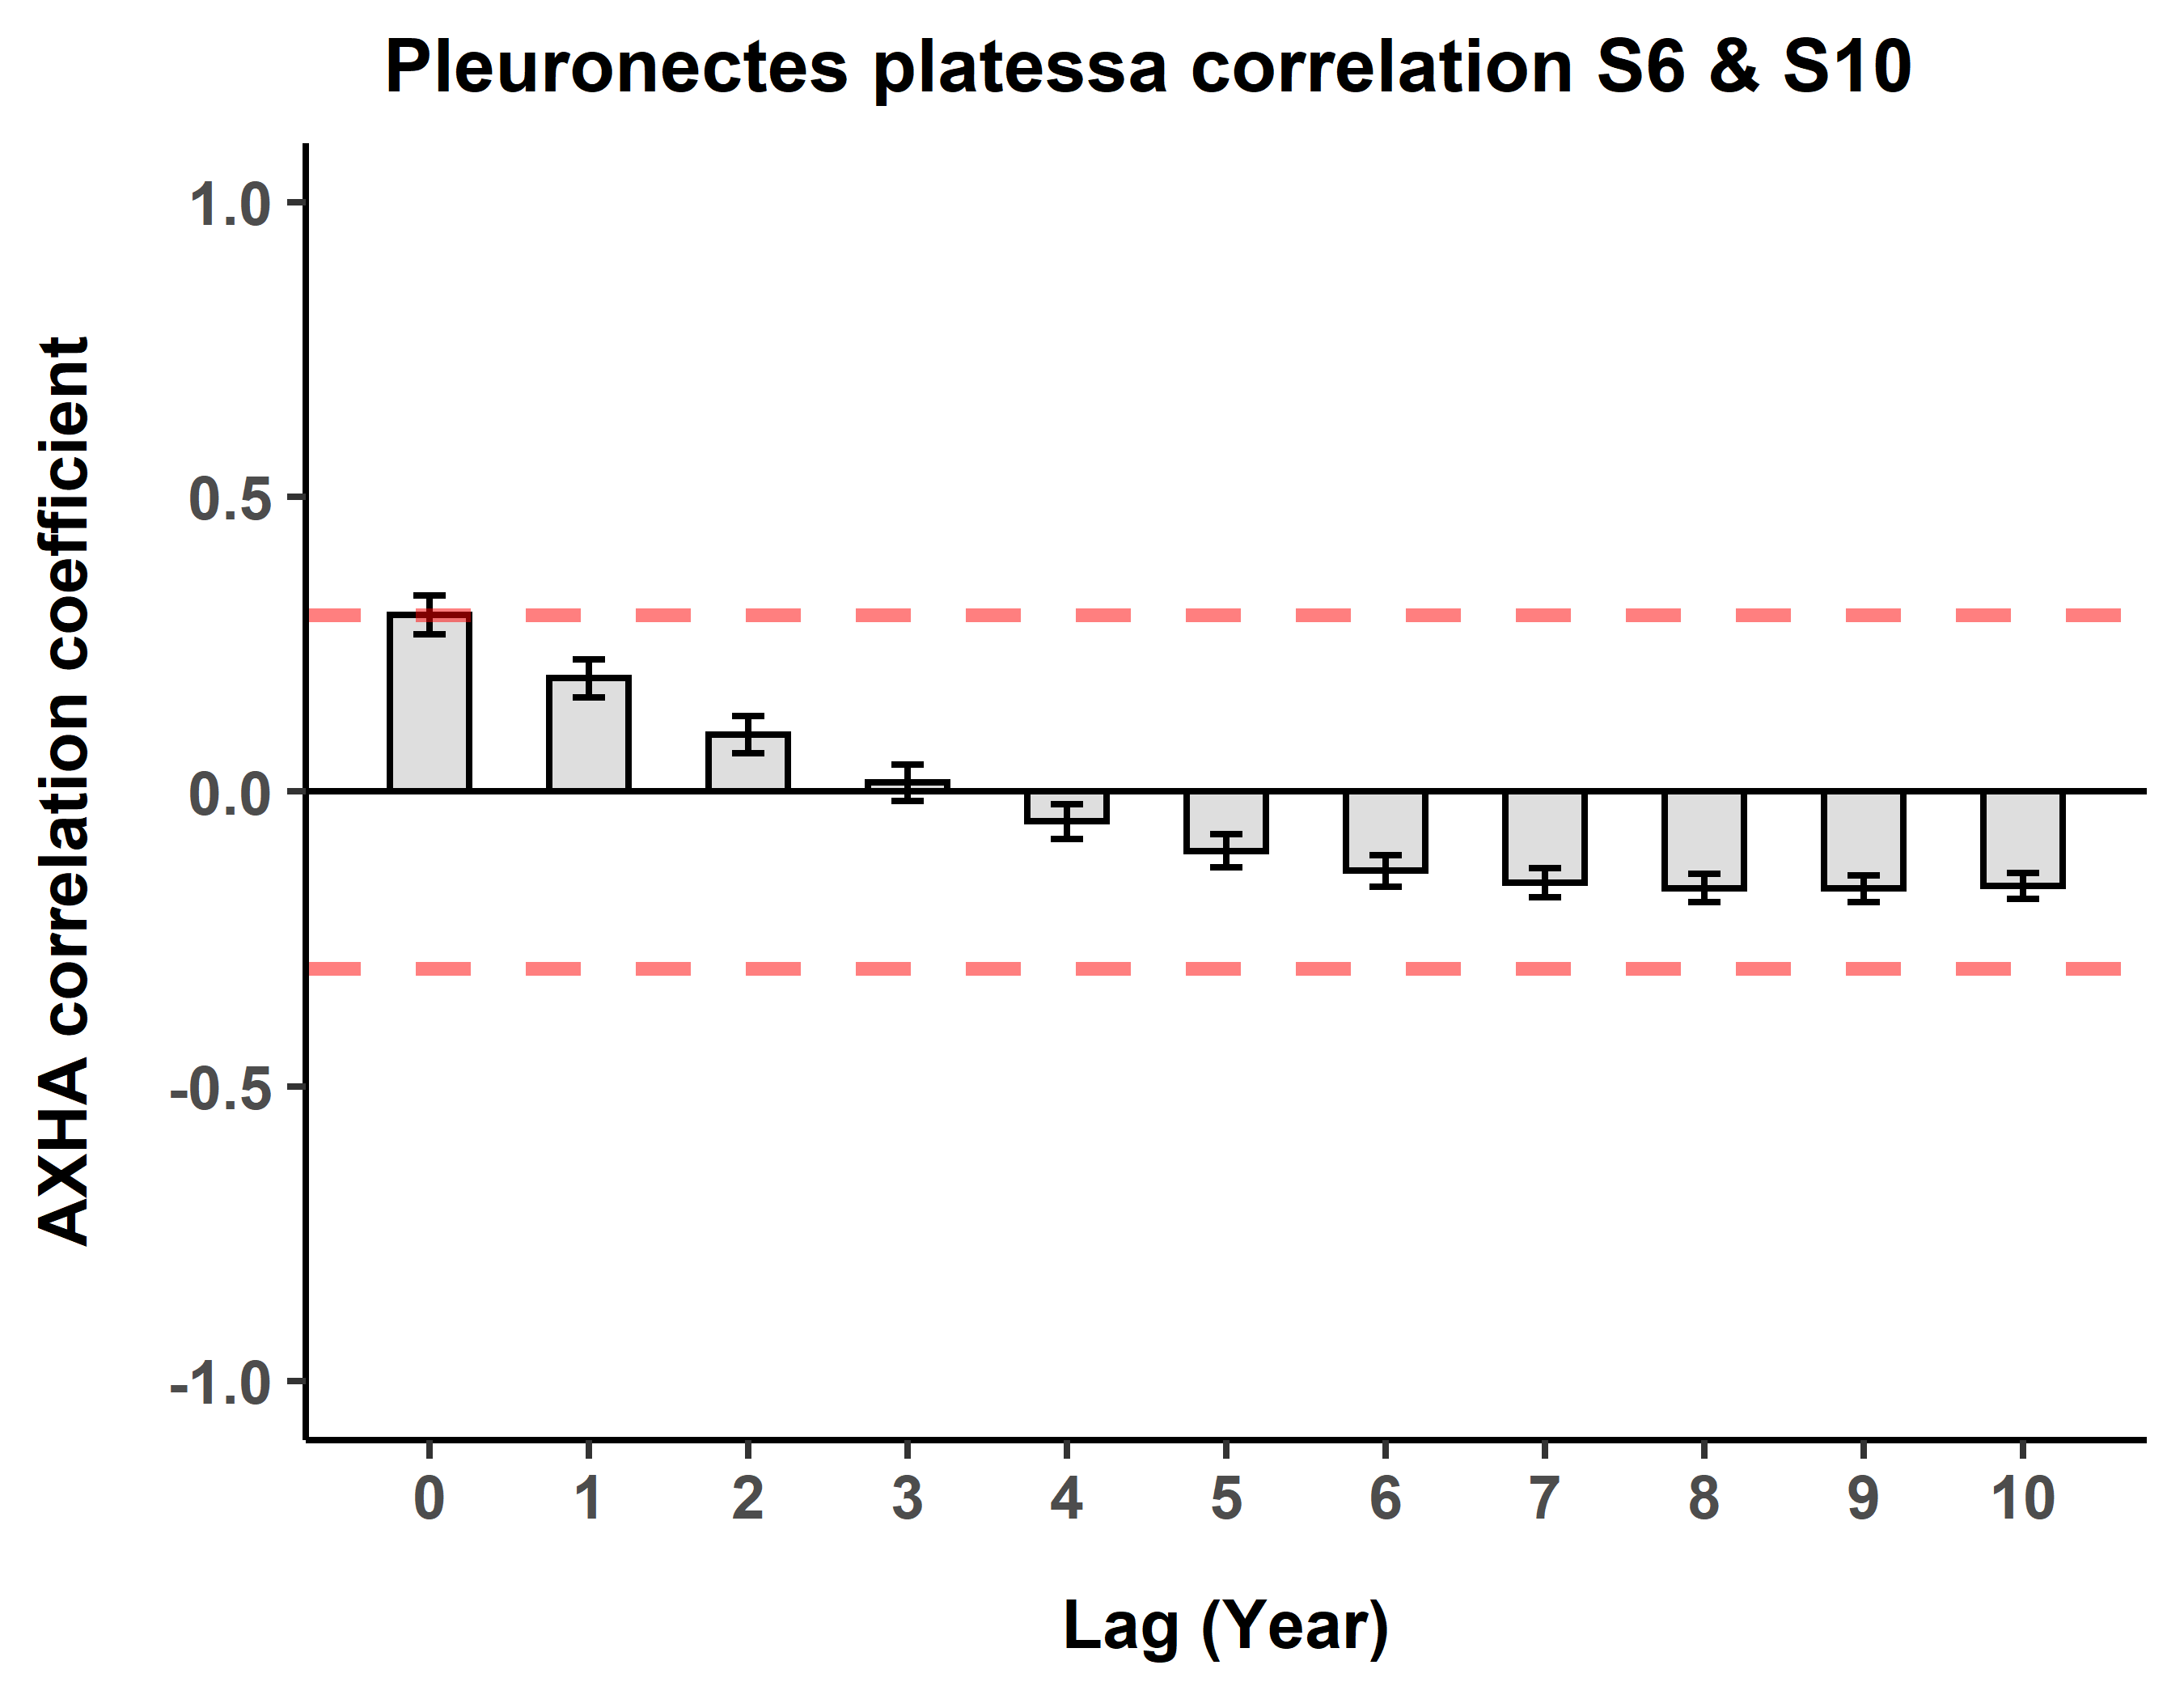 Pleuronectes platessa correlation S6 & S10
AXHA correlation coefficient
1.0
0.5
0.0
-0.5
-1.0
0 1 2 3 4 5 6 7 8 9 10
Lag (Year)